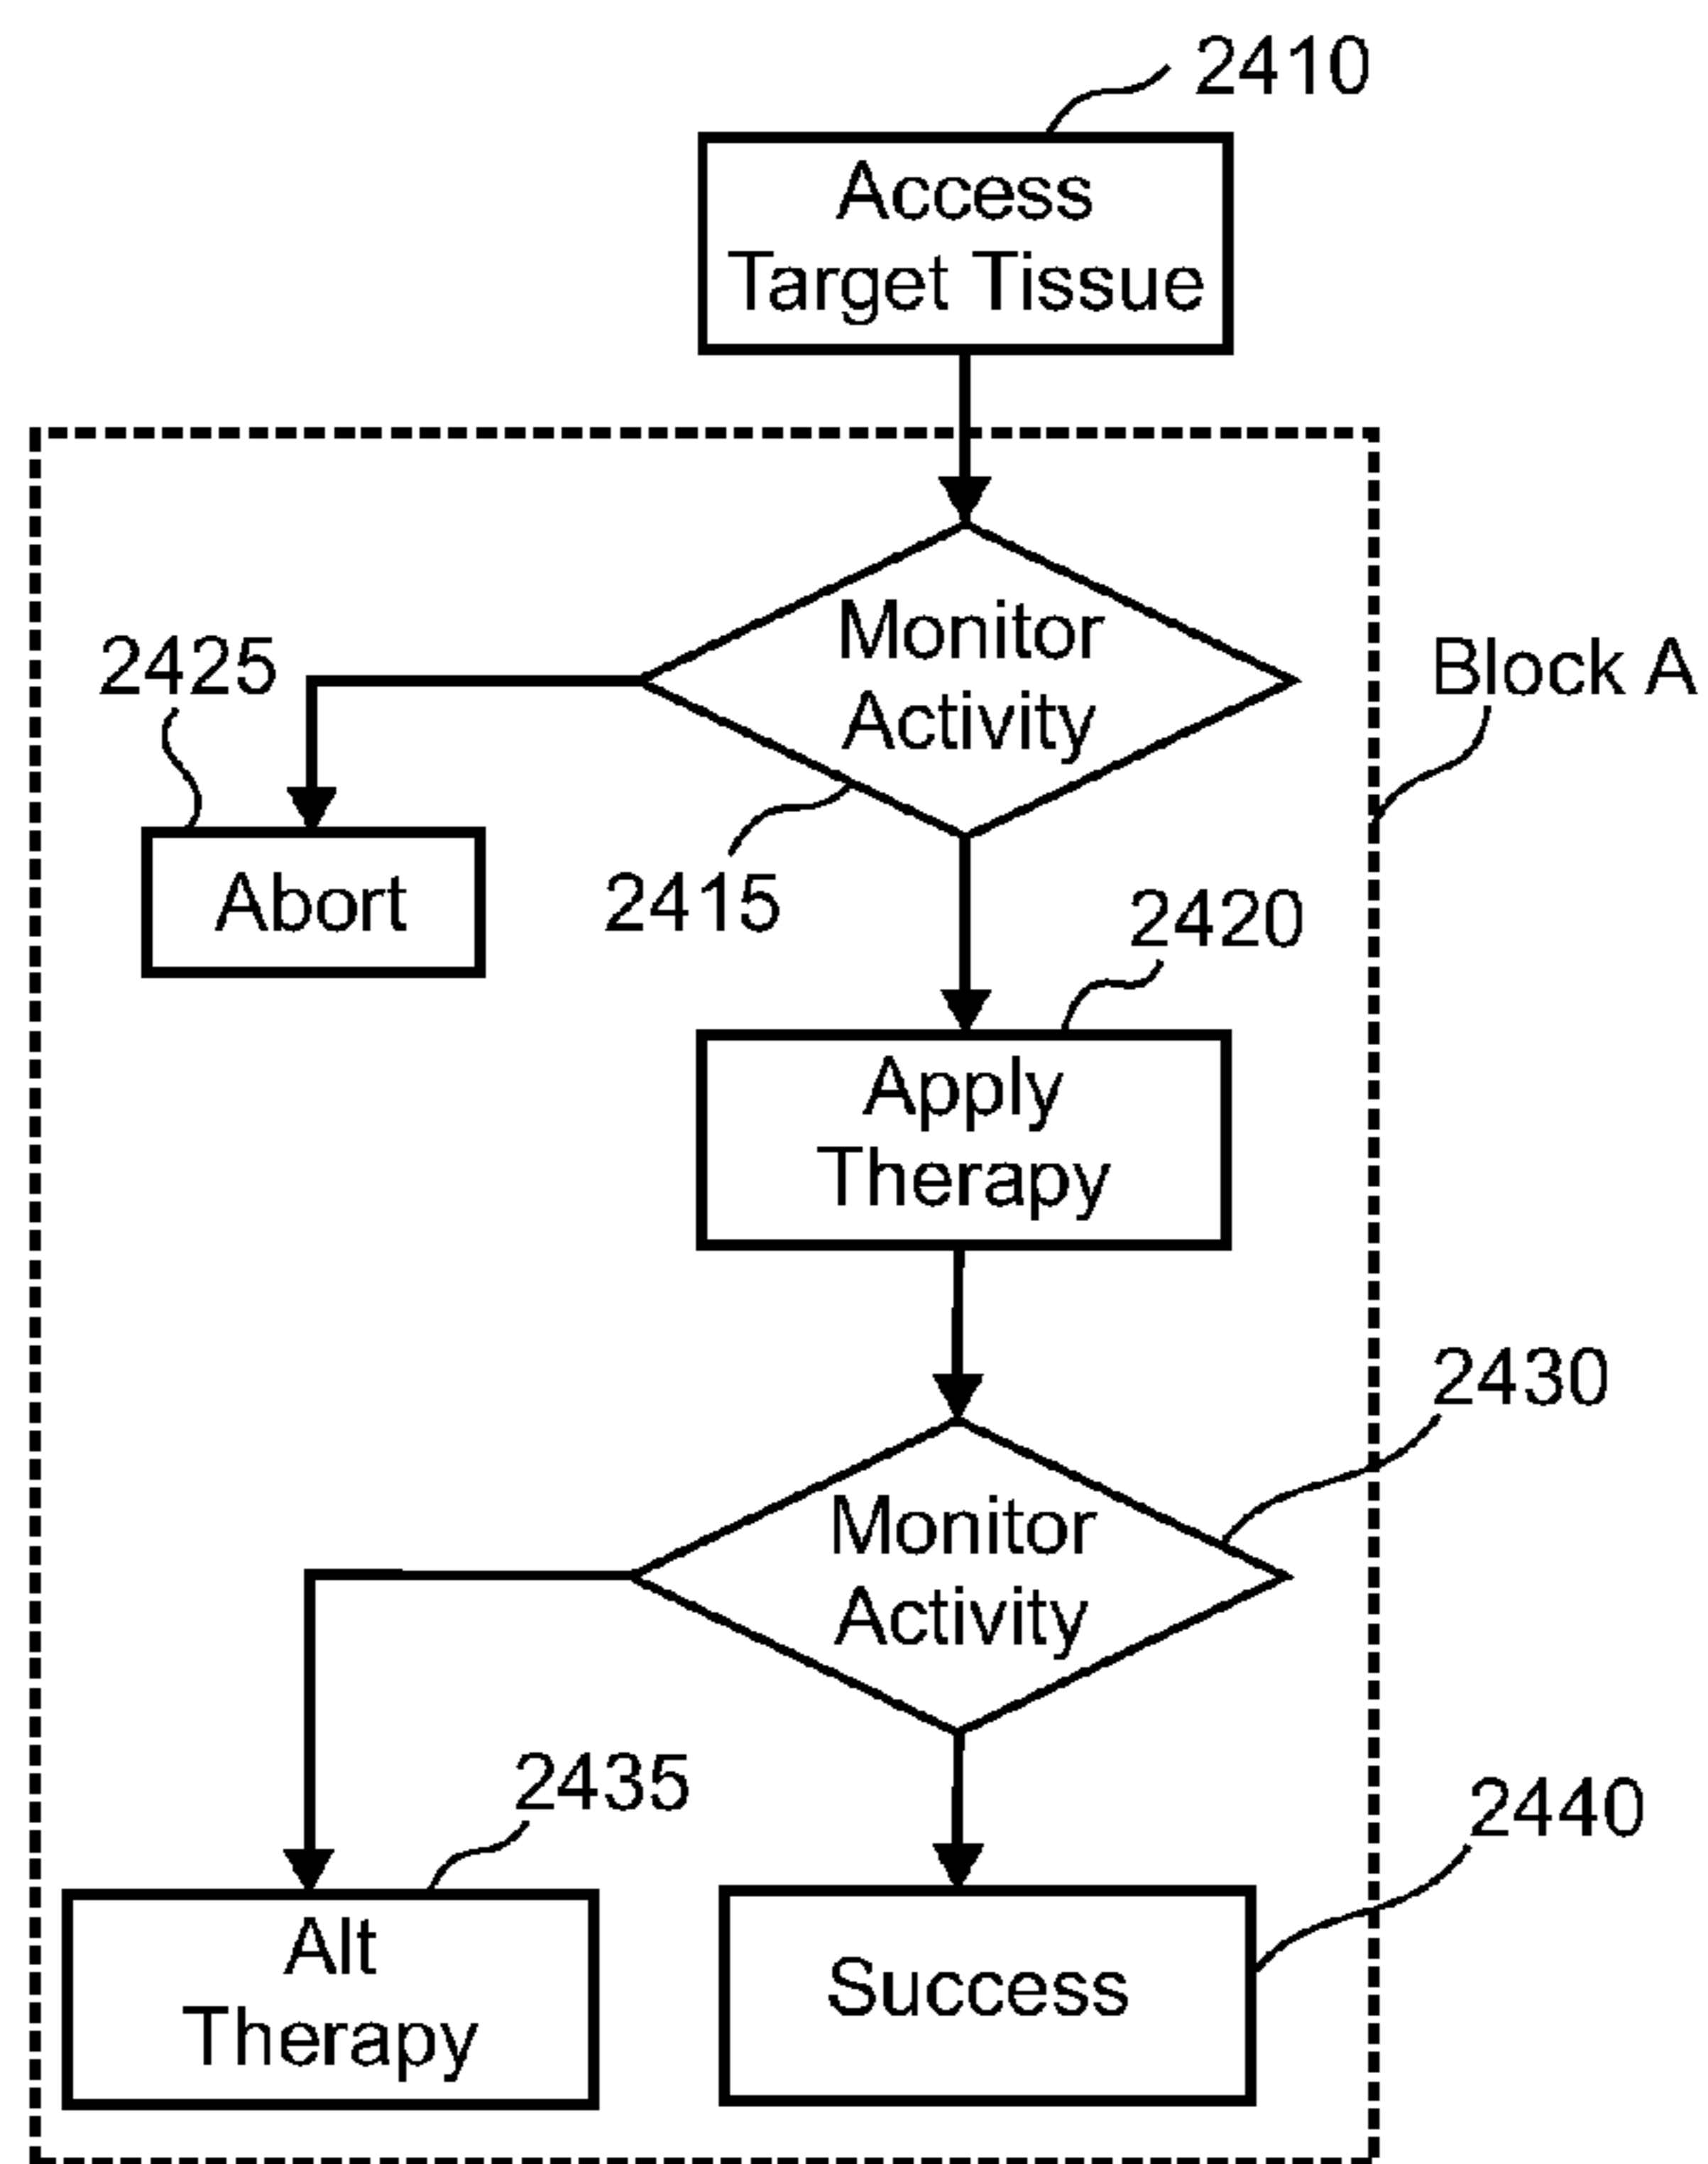 2410
Access
Target Tissue
Monitor
Activity
Block A
2425
2415
Abort
2420
Apply
Therapy
2430
Monitor
Activity
2435
2440
Alt
Therapy
Success